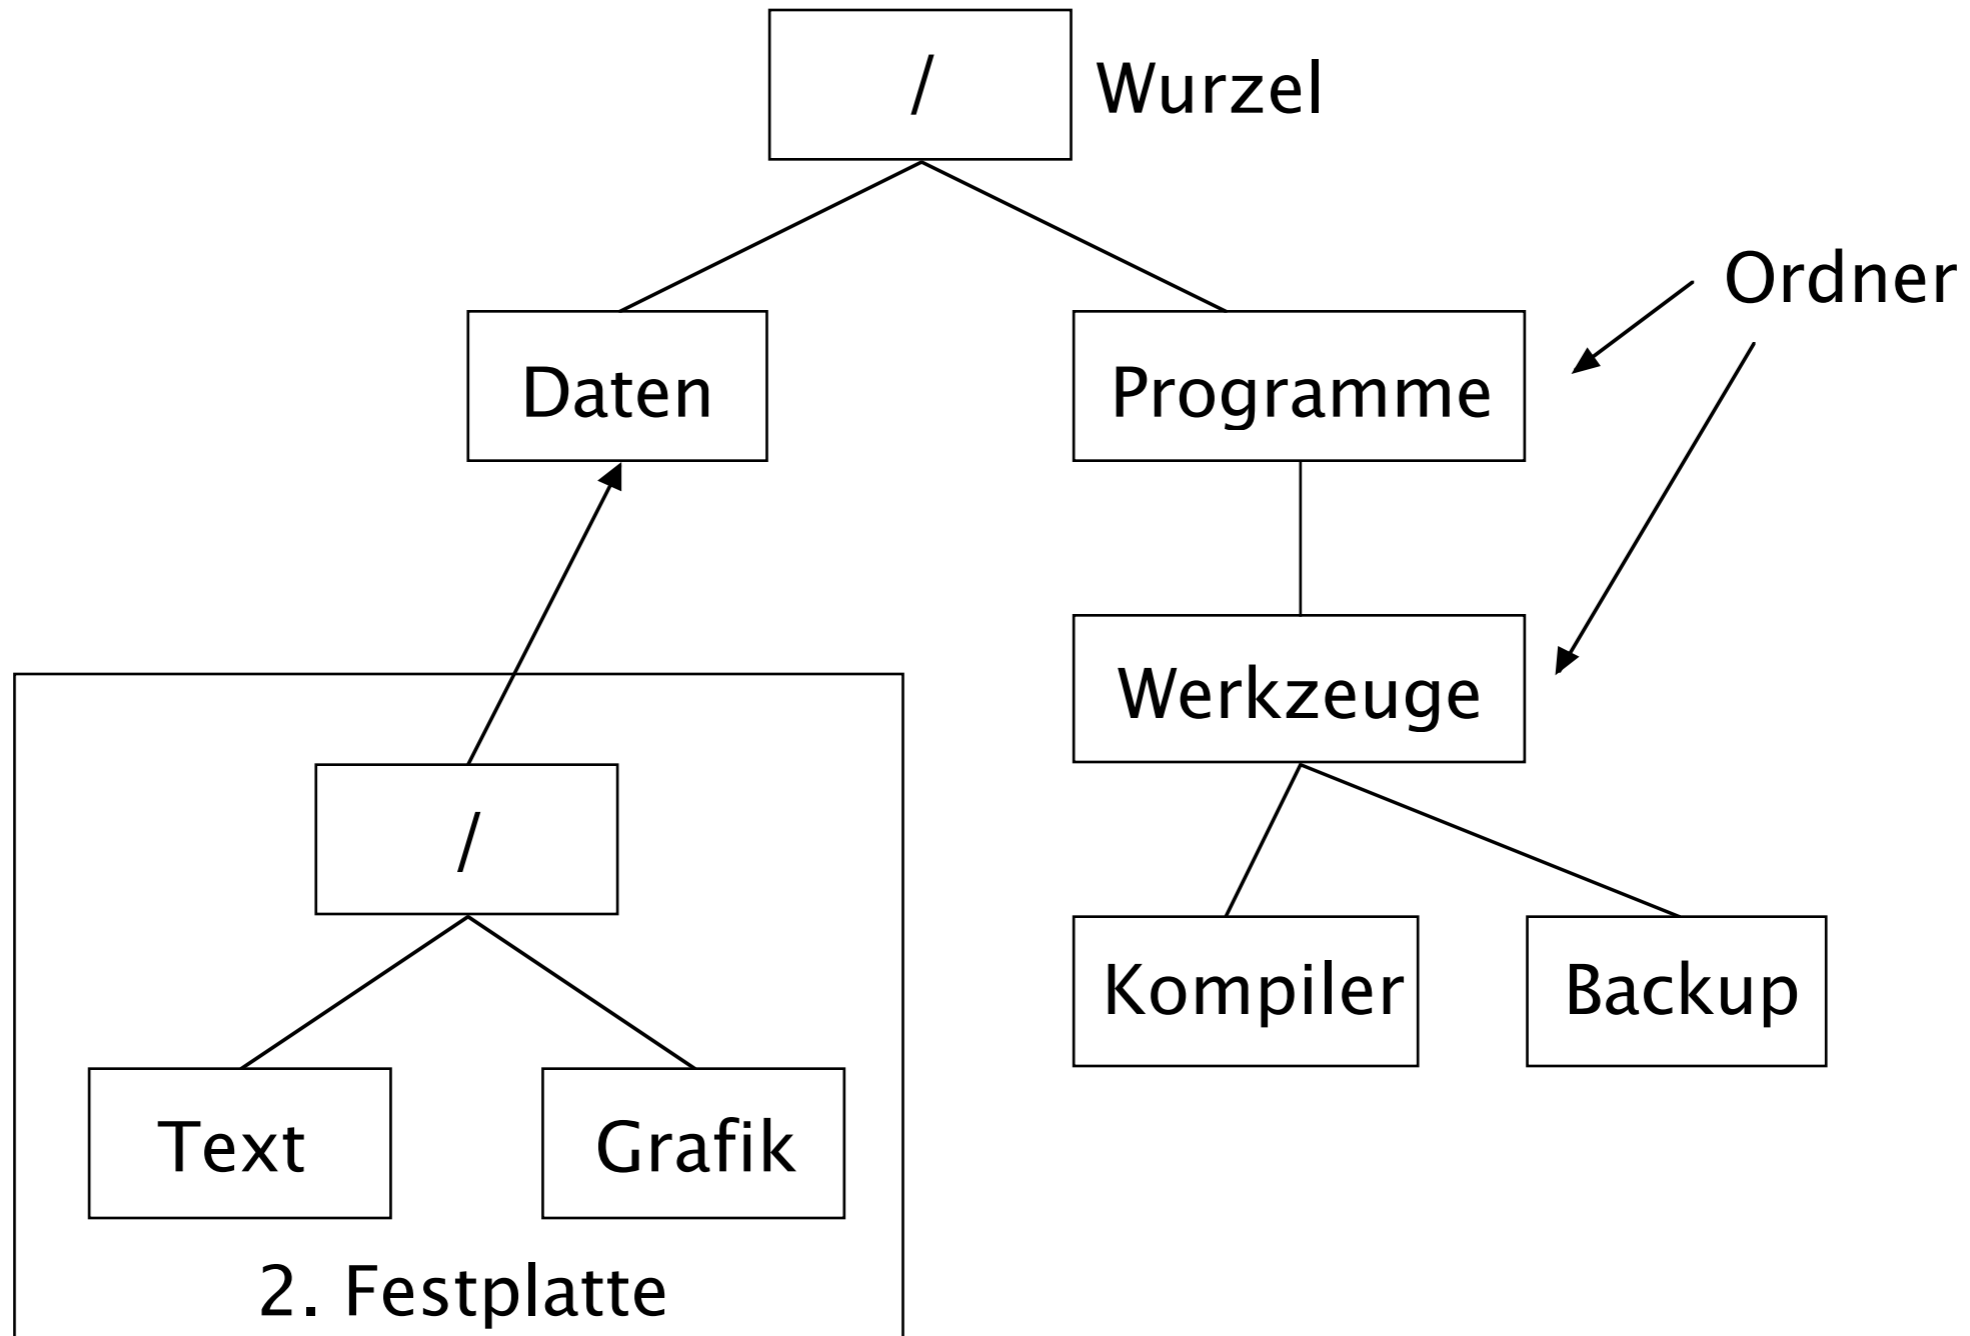 /
Wurzel
Ordner
Daten
Programme
Werkzeuge
/
Kompiler
Backup
Text
Grafik
2. Festplatte